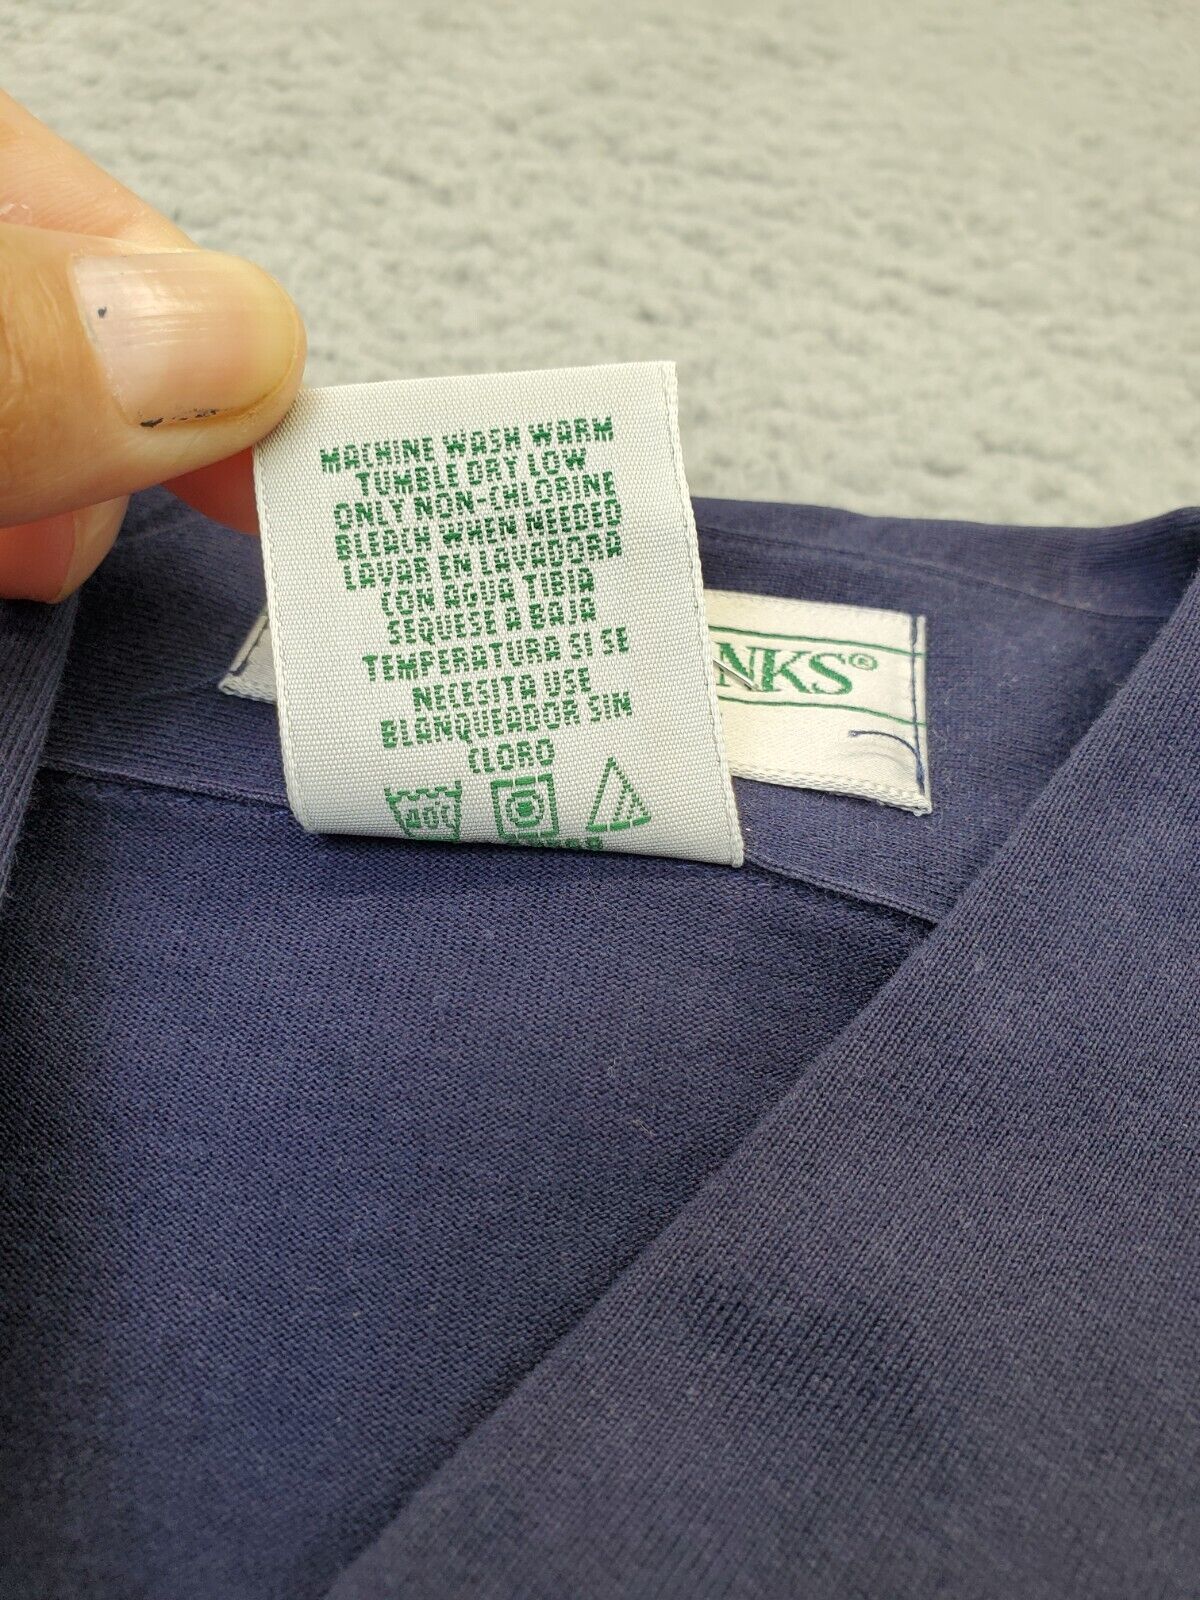 MACHINE WASH WARM
TUMBLE DRY LOW
ONLY NON-CHLORINE
BLEACH WHEN NEEDED
LAVAR EN LAVADORA
CON AGUA TIBIA
SEQUESE A BAJA
TEMPERATURA SI SE
NECESITA USE
BLANQUEADOR SIN
CLORO
40C
NKS®